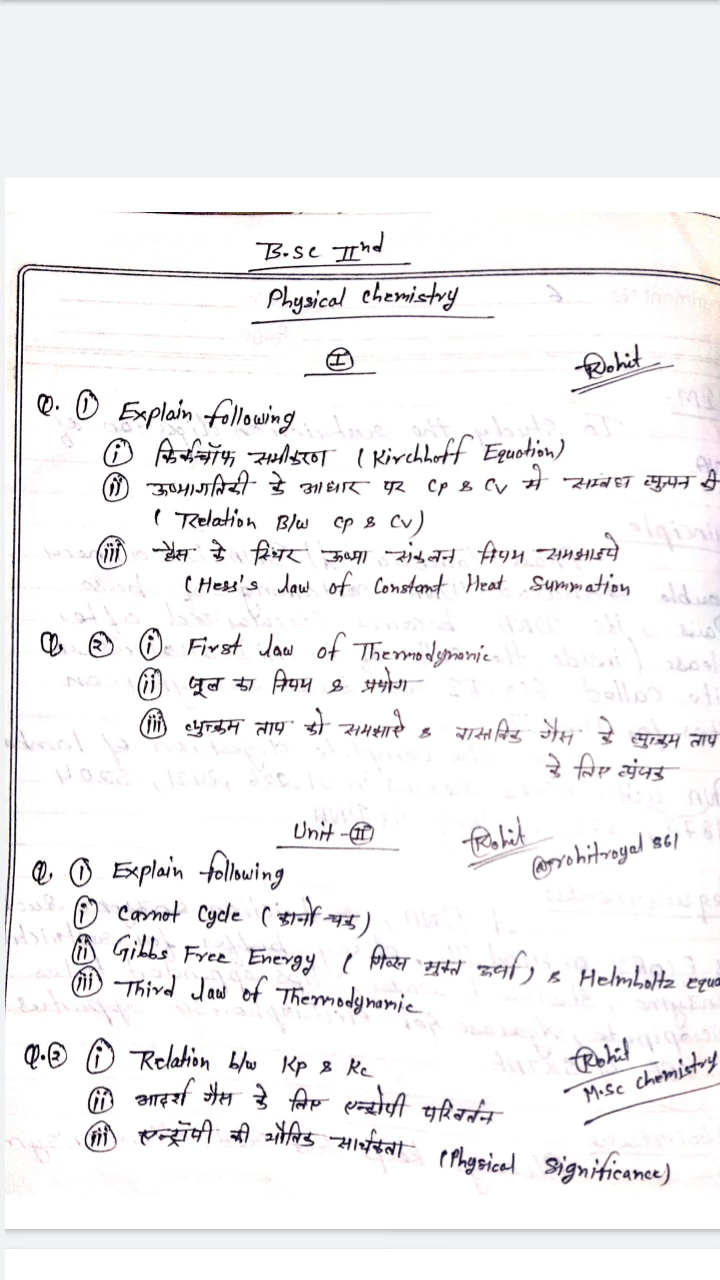 B.sc IInd
Physical chemistry
I
Rohit
Q. 1 Explain following
i किर्कचॉफ समीकरण ( Kirchhoff Equation)
ii ऊष्मागतिकी के आधार पर Cp & Cv मे सम्बंध व्युत्पन्न की
( Relation B/w Cp & Cv)
iii हैस के स्थिर ऊष्मा संकलन नियम समझाइये
(Hess's law of Constant Heat Summation
Q. 2 i First law of Thermodynamic
ii जूल का नियम & प्रयोग
iii व्युत्क्रम ताप को समझाऐ & वास्तविक गैस के व्युत्क्रम ताप
के लिए व्यंजक
Unit - II
Rohit
@rohitroyal861
Q. 1 Explain following
i Carnot Cycle ( कार्नो चक्र)
ii Gibbs Free Energy ( गिब्स मुक्त ऊर्जा) & Helmholtz equa
iii Third law of Thermodynamic
Q. 2 i Relation b/w Kp & Kc
Rohit
M.sc chemistry
ii आदर्श गैस के लिए एन्ट्रोपी परिवर्तन
iii एन्ट्रॉपी की भौतिक सार्थकता (Physical Significance)